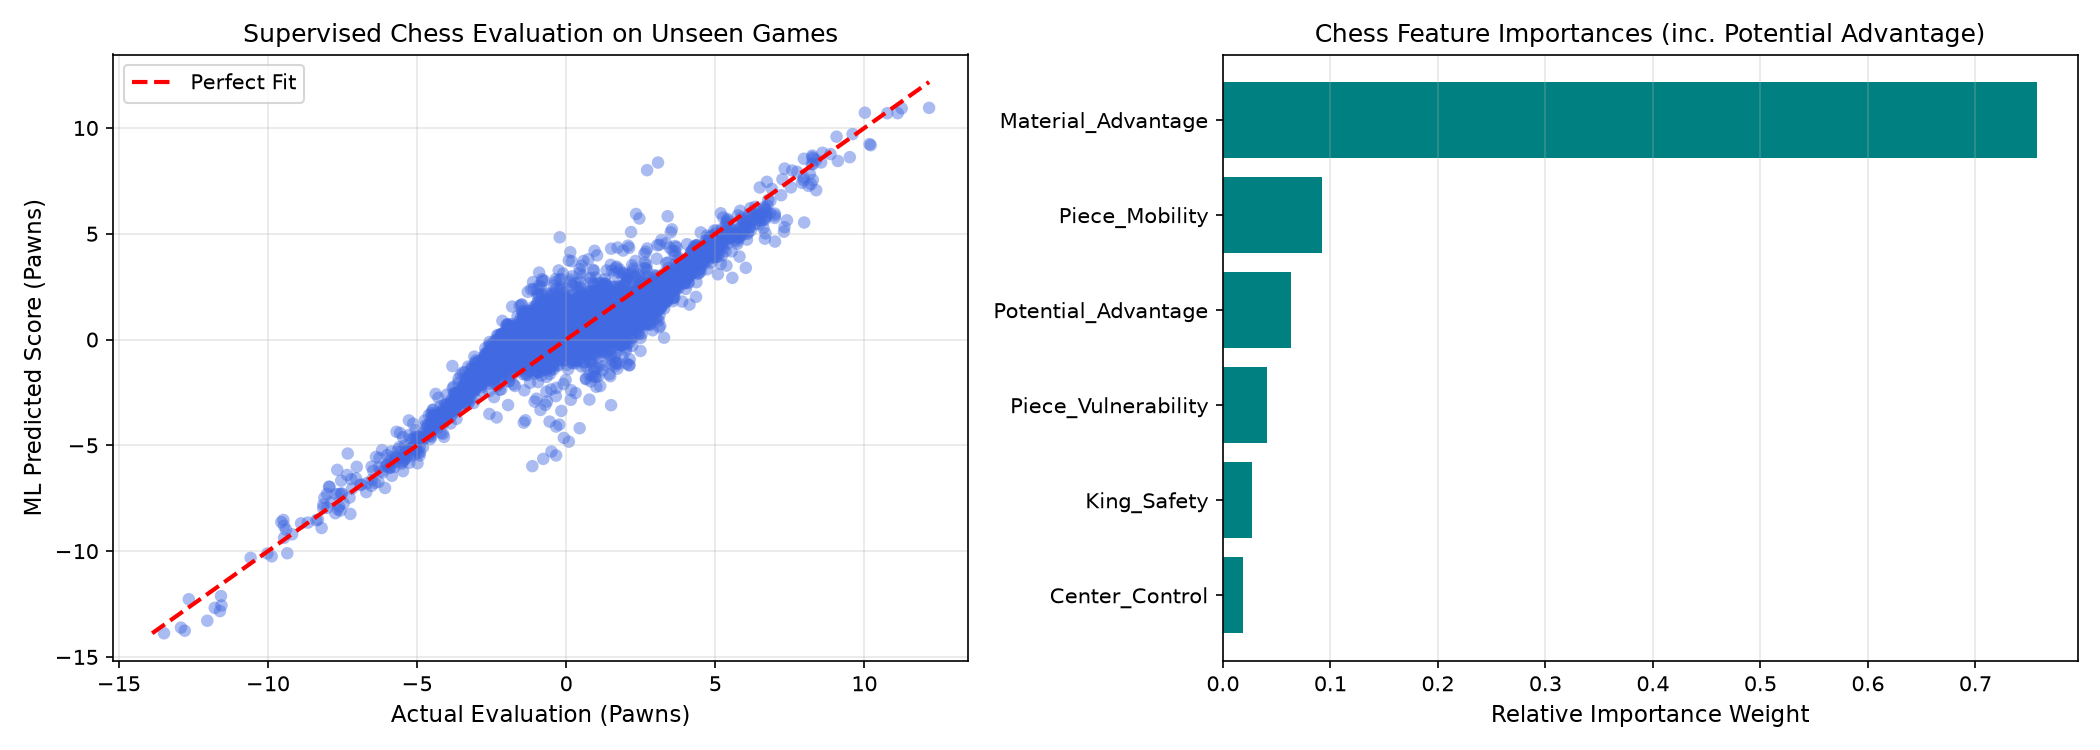 Supervised Chess Evaluation on Unseen Games
Perfect Fit
ML Predicted Score (Pawns)
10
5
0
−5
−10
−15
−15 −10 −5 0 5 10
Actual Evaluation (Pawns)
Chess Feature Importances (inc. Potential Advantage)
Material_Advantage
Piece_Mobility
Potential_Advantage
Piece_Vulnerability
King_Safety
Center_Control
0.0 0.1 0.2 0.3 0.4 0.5 0.6 0.7
Relative Importance Weight